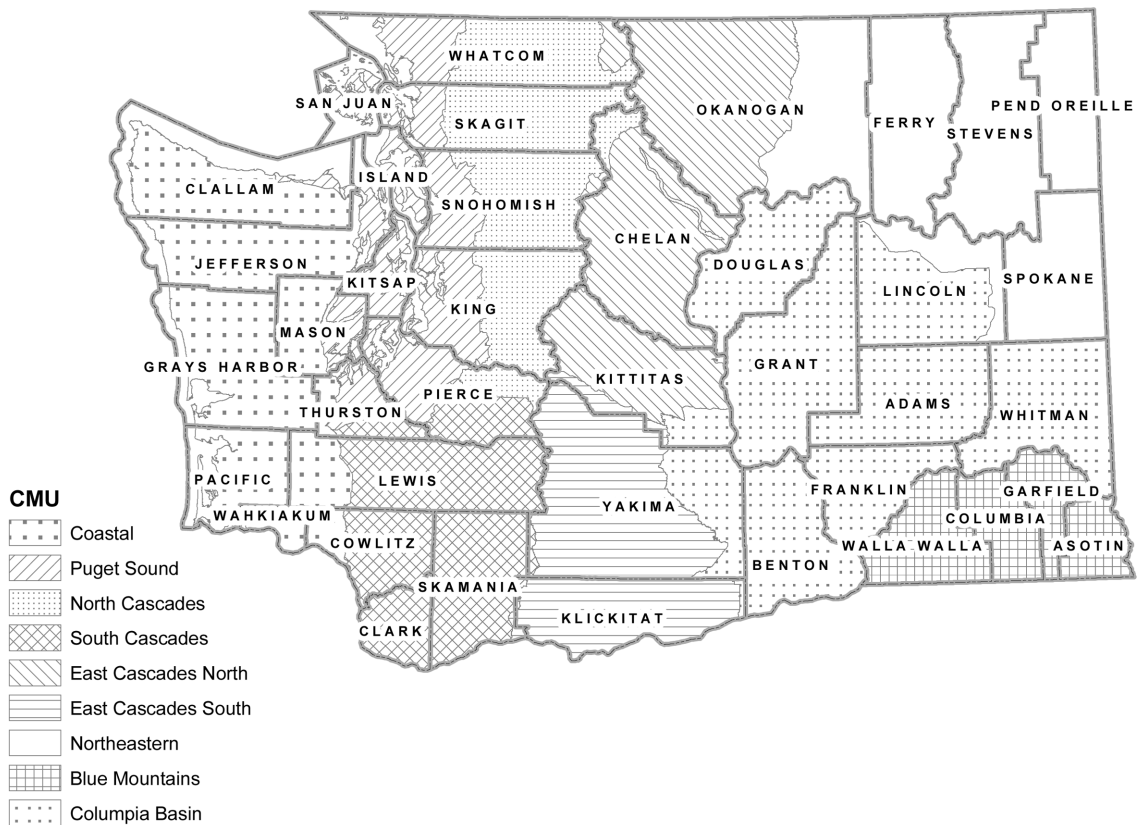 WHATCOM
SAN JUAN
OKANOGAN
PEND OREILLE
SKAGIT
FERRY
STEVENS
ISLAND
CLALLAM
SNOHOMISH
CHELAN
JEFFERSON
DOUGLAS
KITSAP
SPOKANE
LINCOLN
KING
MASON
GRAYS HARBOR
GRANT
KITTITAS
PIERCE
ADAMS
THURSTON
WHITMAN
PACIFIC
LEWIS
FRANKLIN
GARFIELD
YAKIMA
WAHKIAKUM
COLUMBIA
COWLITZ
WALLA WALLA
ASOTIN
BENTON
SKAMANIA
KLICKITAT
CLARK
CMU
Coastal
Puget Sound
North Cascades
South Cascades
East Cascades North
East Cascades South
Northeastern
Blue Mountains
Columpia Basin